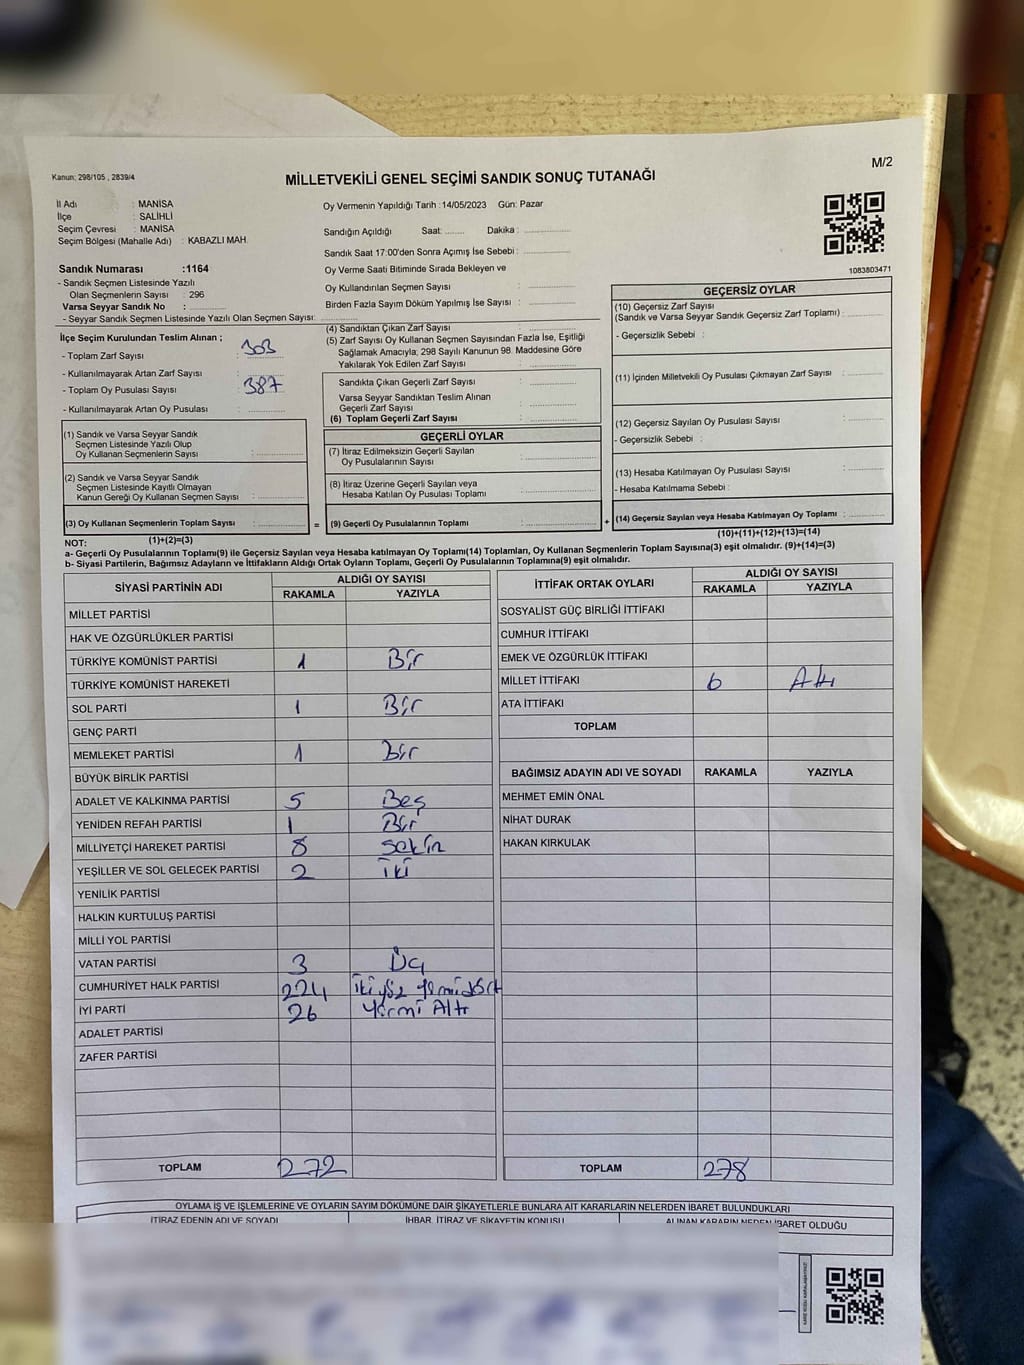 M/2
Kanun; 298/105 , 2839/4
MİLLETVEKİLİ GENEL SEÇİMİ SANDIK SONUÇ TUTANAĞI
İl Adı : MANİSA
İlçe : SALİHLİ
Seçim Çevresi : MANİSA
Seçim Bölgesi (Mahalle Adı) : KABAZLI MAH.
Sandık Numarası :1164
- Sandık Seçmen Listesinde Yazılı
Olan Seçmenlerin Sayısı : 296
Varsa Seyyar Sandık No :
- Seyyar Sandık Seçmen Listesinde Yazılı Olan Seçmen Sayısı:
Oy Vermenin Yapıldığı Tarih :14/05/2023 Gün: Pazar
Sandığın Açıldığı Saat: ........ Dakika : ................
Sandık Saat 17:00'den Sonra Açımış İse Sebebi : ................
Oy Verme Saati Bitiminde Sırada Bekleyen ve
Oy Kullandırılan Seçmen Sayısı : ................
Birden Fazla Sayım Döküm Yapılmış İse Sayısı : ................
1083803471
İlçe Seçim Kurulundan Teslim Alınan ;
- Toplam Zarf Sayısı : 303
- Kullanılmayarak Artan Zarf Sayısı :
- Toplam Oy Pusulası Sayısı : 387
- Kullanılmayarak Artan Oy Pusulası :
(1) Sandık ve Varsa Seyyar Sandık
Seçmen Listesinde Yazılı Olup
Oy Kullanan Seçmenlerin Sayısı :
(2) Sandık ve Varsa Seyyar Sandık
Seçmen Listesinde Kayıtlı Olmayan
Kanun Gereği Oy Kullanan Seçmen Sayısı :
(3) Oy Kullanan Seçmenlerin Toplam Sayısı :
(1)+(2)=(3)
(4) Sandıktan Çıkan Zarf Sayısı :
(5) Zarf Sayısı Oy Kullanan Seçmen Sayısından Fazla İse, Eşitliği
Sağlamak Amacıyla; 298 Sayılı Kanunun 98. Maddesine Göre
Yakılarak Yok Edilen Zarf Sayısı :
Sandıkta Çıkan Geçerli Zarf Sayısı :
Varsa Seyyar Sandıktan Teslim Alınan
Geçerli Zarf Sayısı :
(6) Toplam Geçerli Zarf Sayısı :
GEÇERLİ OYLAR
(7) İtiraz Edilmeksizin Geçerli Sayılan
Oy Pusulalarının Sayısı :
(8) İtiraz Üzerine Geçerli Sayılan veya
Hesaba Katılan Oy Pusulası Toplamı :
= (9) Geçerli Oy Pusulalarının Toplamı : +
GEÇERSİZ OYLAR
(10) Geçersiz Zarf Sayısı
(Sandık ve Varsa Seyyar Sandık Geçersiz Zarf Toplamı) :
- Geçersizlik Sebebi :
(11) İçinden Milletvekili Oy Pusulası Çıkmayan Zarf Sayısı :
(12) Geçersiz Sayılan Oy Pusulası Sayısı :
- Geçersizlik Sebebi :
(13) Hesaba Katılmayan Oy Pusulası Sayısı :
- Hesaba Katılmama Sebebi :
(14) Geçersiz Sayılan veya Hesaba Katılmayan Oy Toplamı :
(10)+(11)+(12)+(13)=(14)
NOT:
a- Geçerli Oy Pusulalarının Toplamı(9) ile Geçersiz Sayılan veya Hesaba katılmayan Oy Toplamı(14) Toplamları, Oy Kullanan Seçmenlerin Toplam Sayısına(3) eşit olmalıdır. (9)+(14)=(3)
b- Siyasi Partilerin, Bağımsız Adayların ve İttifakların Aldığı Ortak Oyların Toplamı, Geçerli Oy Pusulalarının Toplamına(9) eşit olmalıdır.
SİYASİ PARTİNİN ADI ALDIĞI OY SAYISI
RAKAMLA YAZIYLA
MİLLET PARTİSİ
HAK VE ÖZGÜRLÜKLER PARTİSİ
TÜRKİYE KOMÜNİST PARTİSİ 1 Bir
TÜRKİYE KOMÜNİST HAREKETİ
SOL PARTİ 1 Bir
GENÇ PARTİ
MEMLEKET PARTİSİ 1 Bir
BÜYÜK BİRLİK PARTİSİ
ADALET VE KALKINMA PARTİSİ 5 Beş
YENİDEN REFAH PARTİSİ 1 Bir
MİLLİYETÇİ HAREKET PARTİSİ 8 sekiz
YEŞİLLER VE SOL GELECEK PARTİSİ 2 iki
YENİLİK PARTİSİ
HALKIN KURTULUŞ PARTİSİ
MİLLİ YOL PARTİSİ
VATAN PARTİSİ 3 Üç
CUMHURİYET HALK PARTİSİ 224 ikiyüz yirmidört
İYİ PARTİ 26 Yirmi Altı
ADALET PARTİSİ
ZAFER PARTİSİ
TOPLAM 272
İTTİFAK ORTAK OYLARI ALDIĞI OY SAYISI
RAKAMLA YAZIYLA
SOSYALİST GÜÇ BİRLİĞİ İTTİFAKI
CUMHUR İTTİFAKI
EMEK VE ÖZGÜRLÜK İTTİFAKI
MİLLET İTTİFAKI 6 Altı
ATA İTTİFAKI
TOPLAM
BAĞIMSIZ ADAYIN ADI VE SOYADI RAKAMLA YAZIYLA
MEHMET EMİN ÖNAL
NİHAT DURAK
HAKAN KIRKULAK
TOPLAM 278
OYLAMA İŞ VE İŞLEMLERİNE VE OYLARIN SAYIM DÖKÜMÜNE DAİR ŞİKAYETLERLE BUNLARA AİT KARARLARIN NELERDEN İBARET BULUNDUKLARI
İTİRAZ EDENİN ADI VE SOYADI İHBAR, İTİRAZ VE ŞİKAYETİN KONUSU ALINAN KARARIN NEDEN İBARET OLDUĞU